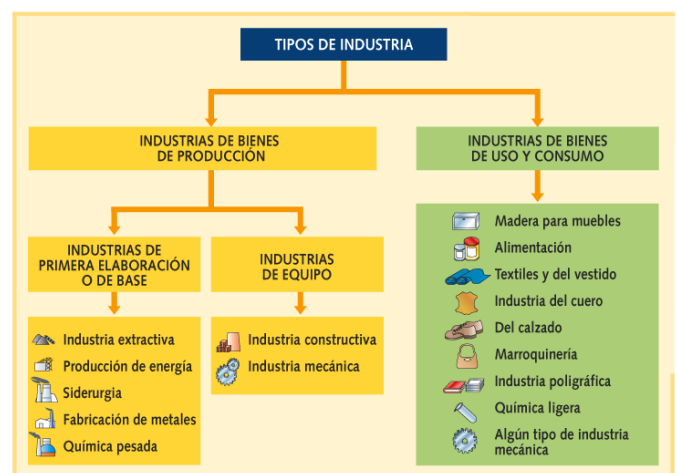 TIPOS DE INDUSTRIA
INDUSTRIAS DE BIENES
DE PRODUCCIÓN
INDUSTRIAS DE BIENES
DE USO Y CONSUMO
INDUSTRIAS DE
PRIMERA ELABORACIÓN
O DE BASE
INDUSTRIAS
DE EQUIPO
Industria extractiva
Producción de energía
Siderurgia
Fabricación de metales
Química pesada
Industria constructiva
Industria mecánica
Madera para muebles
Alimentación
Textiles y del vestido
Industria del cuero
Del calzado
Marroquinería
Industria poligráfica
Química ligera
Algún tipo de industria
mecánica